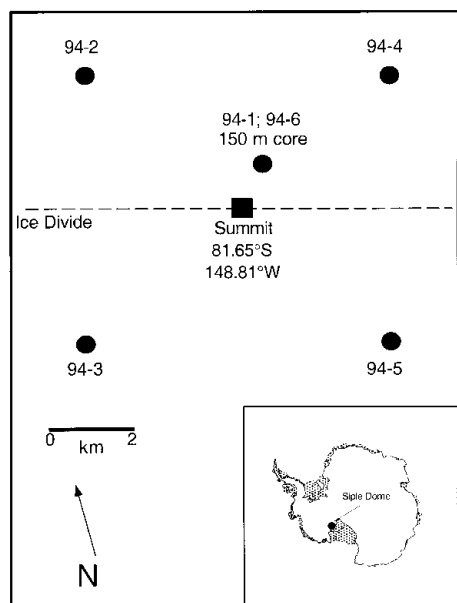 94-2
94-4
94-1; 94-6
150 m core
Ice Divide
Summit
81.65°S
148.81°W
94-3
94-5
0 2
km
N
Siple Dome